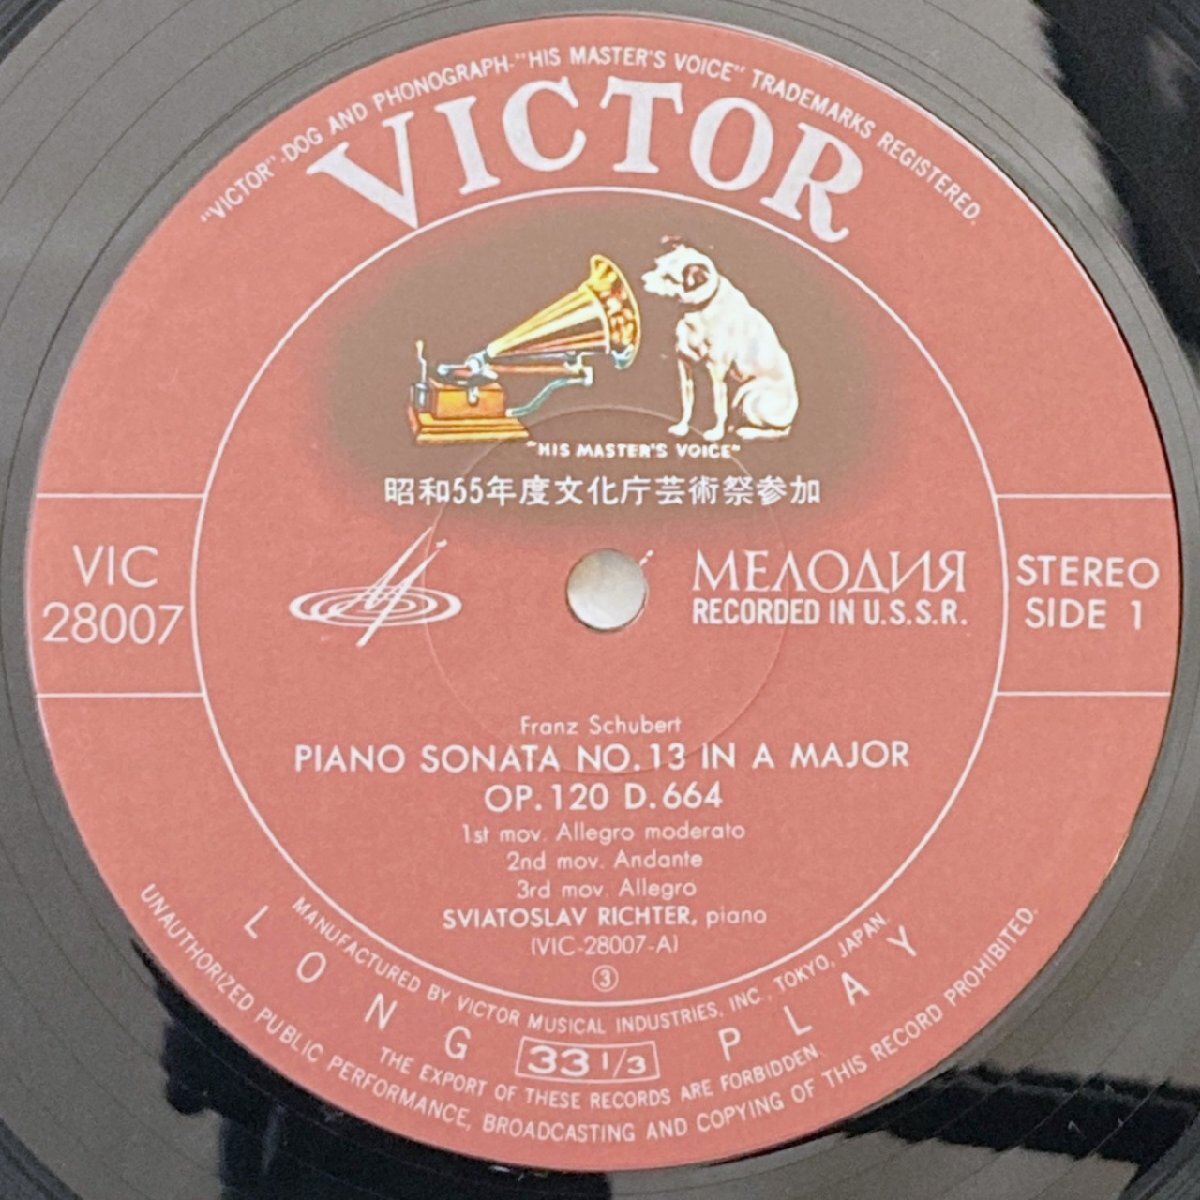 "VICTOR"-DOG AND PHONOGRAPH-"HIS MASTER'S VOICE" TRADEMARKS REGISTERED.
VICTOR
"HIS MASTER'S VOICE"
昭和55年度文化庁芸術祭参加
VIC
28007
МЕЛОДИЯ
RECORDED IN U.S.S.R.
STEREO
SIDE 1
Franz Schubert
PIANO SONATA NO. 13 IN A MAJOR
OP. 120 D. 664
1st mov. Allegro moderato
2nd mov. Andante
3rd mov. Allegro
SVIATOSLAV RICHTER, piano
(VIC-28007-A)
③
MANUFACTURED BY VICTOR MUSICAL INDUSTRIES, INC., TOKYO, JAPAN.
LONG PLAY
33 1/3
THE EXPORT OF THESE RECORDS ARE FORBIDDEN.
UNAUTHORIZED PUBLIC PERFORMANCE, BROADCASTING AND COPYING OF THIS RECORD PROHIBITED.